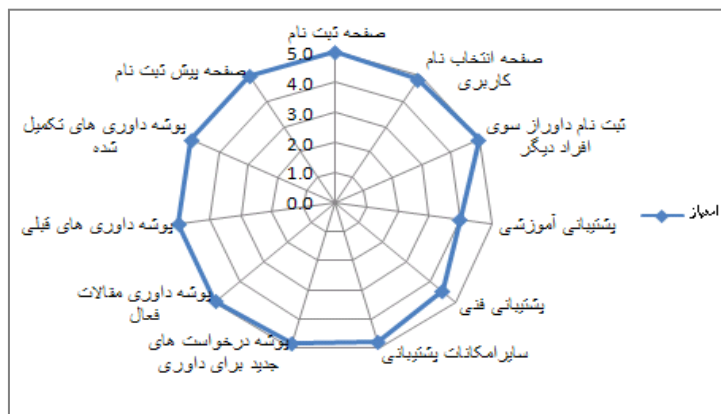 صفحه ثبت نام
صفحه انتخاب نام
کاربری
ثبت نام داوراز سوی
افراد دیگر
پشتیبانی آموزشی
پشتیبانی فنی
سایرامکانات پشتیبانی
پوشه درخواست های
جدید برای داوری
پوشه داوری مقالات
فعال
پوشه داوری های قبلی
پوشه داوری های تکمیل
شده
صفحه پیش ثبت نام
5.0
4.0
3.0
2.0
1.0
0.0
امتیاز